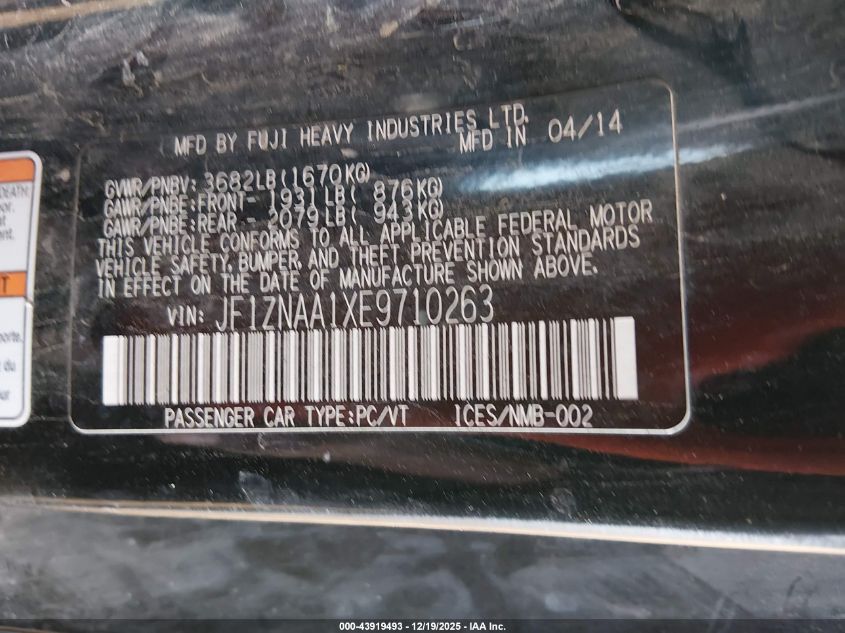 MFD BY FUJI HEAVY INDUSTRIES LTD.
MFD IN 04/14
GVWR/PNBV: 3682LB(1670KG)
GAWR/PNBE:FRONT- 1931LB( 876KG)
GAWR/PNBE:REAR - 2079LB( 943KG)
THIS VEHICLE CONFORMS TO ALL APPLICABLE FEDERAL MOTOR
VEHICLE SAFETY, BUMPER, AND THEFT PREVENTION STANDARDS
IN EFFECT ON THE DATE OF MANUFACTURE SHOWN ABOVE.
VIN: JF1ZNAA1XE9710263
PASSENGER CAR TYPE:PC/VT ICES/NMB-002
DEATH:
000-43919493 - 12/19/2025 - IAA Inc.